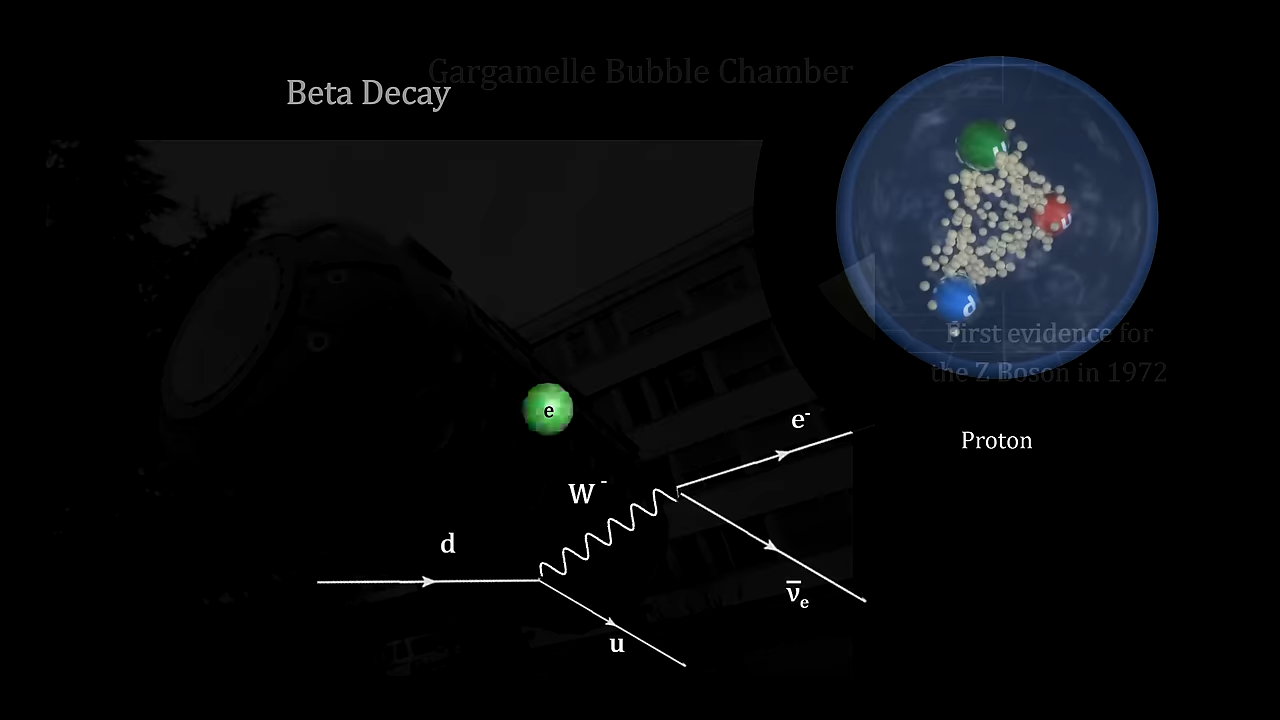 Gargamelle Bubble Chamber
Beta Decay
u
u
d
First evidence for
the Z Boson in 1972
e
e⁻
Proton
W⁻
d
ν̅ₑ
u